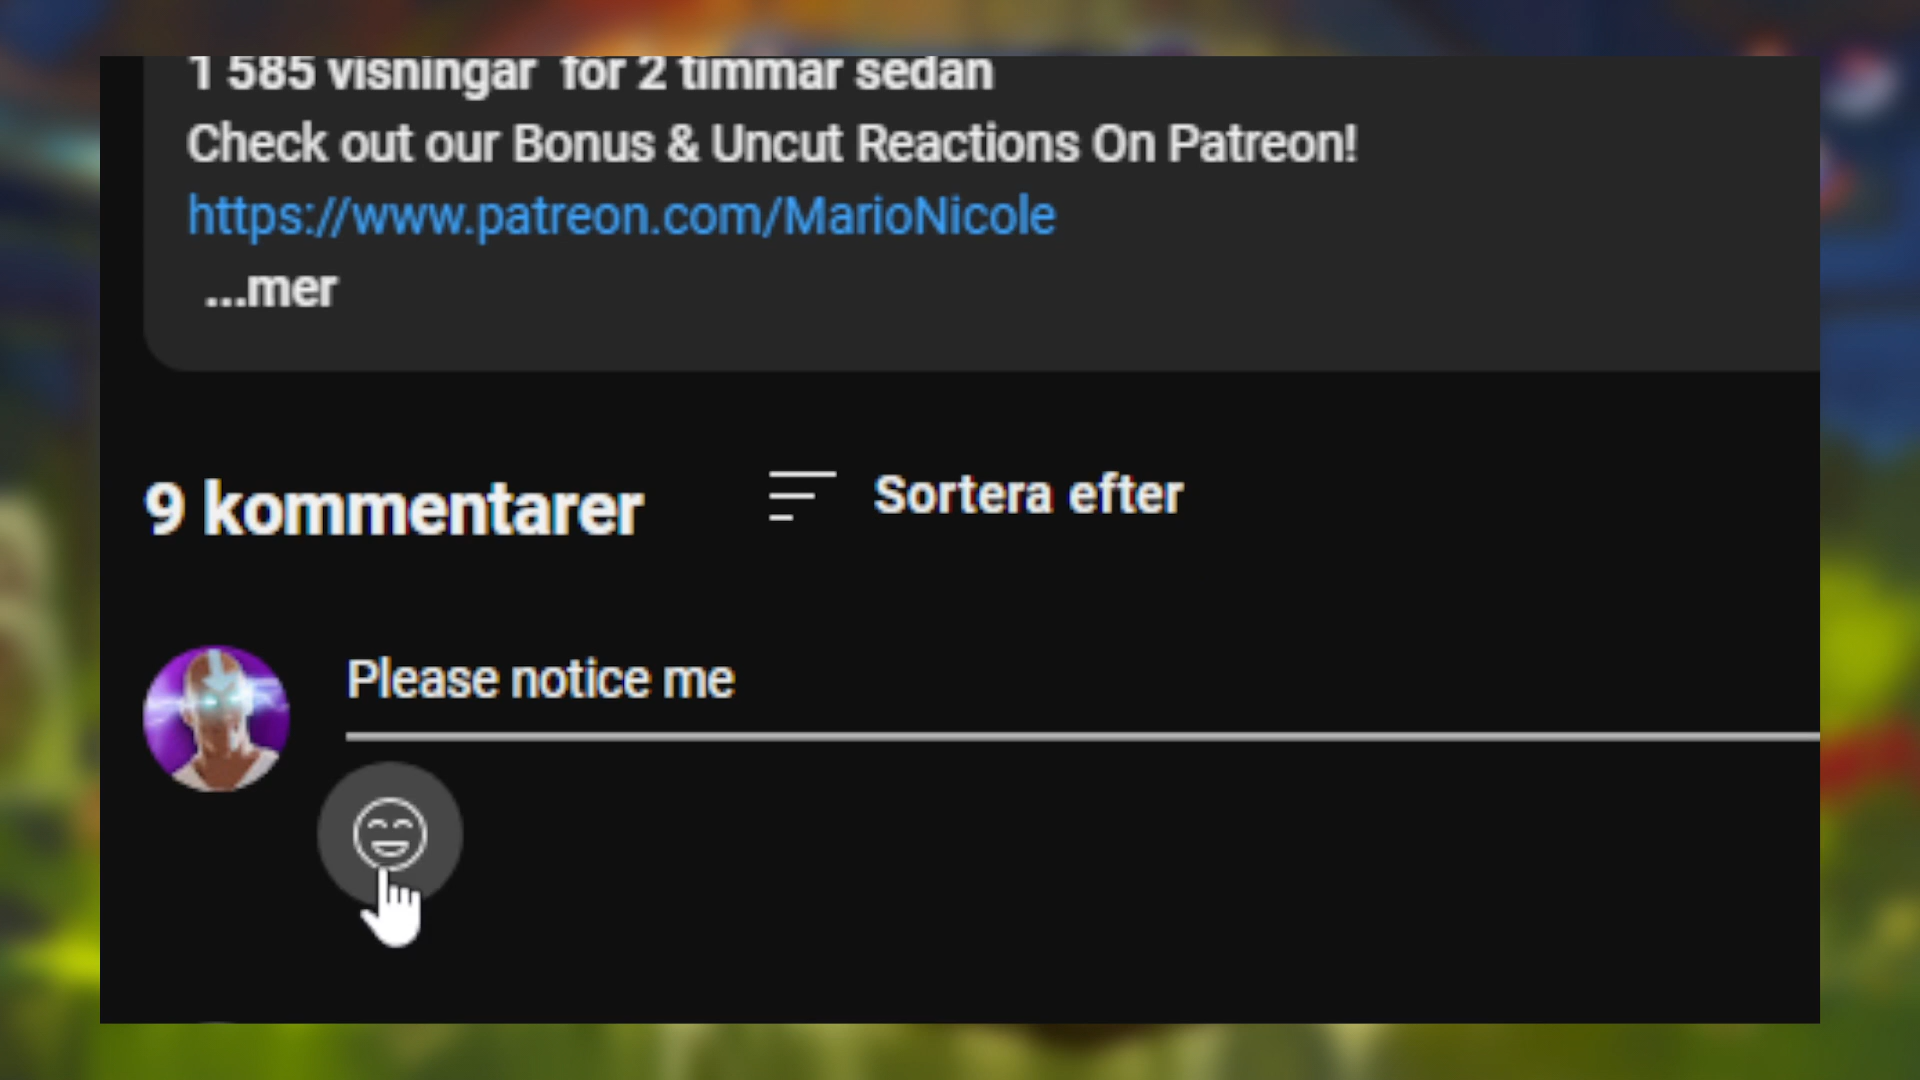 1 585 visningar för 2 timmar sedan
Check out our Bonus & Uncut Reactions On Patreon!
https://www.patreon.com/MarioNicole
...mer
9 kommentarer
Sortera efter
Please notice me